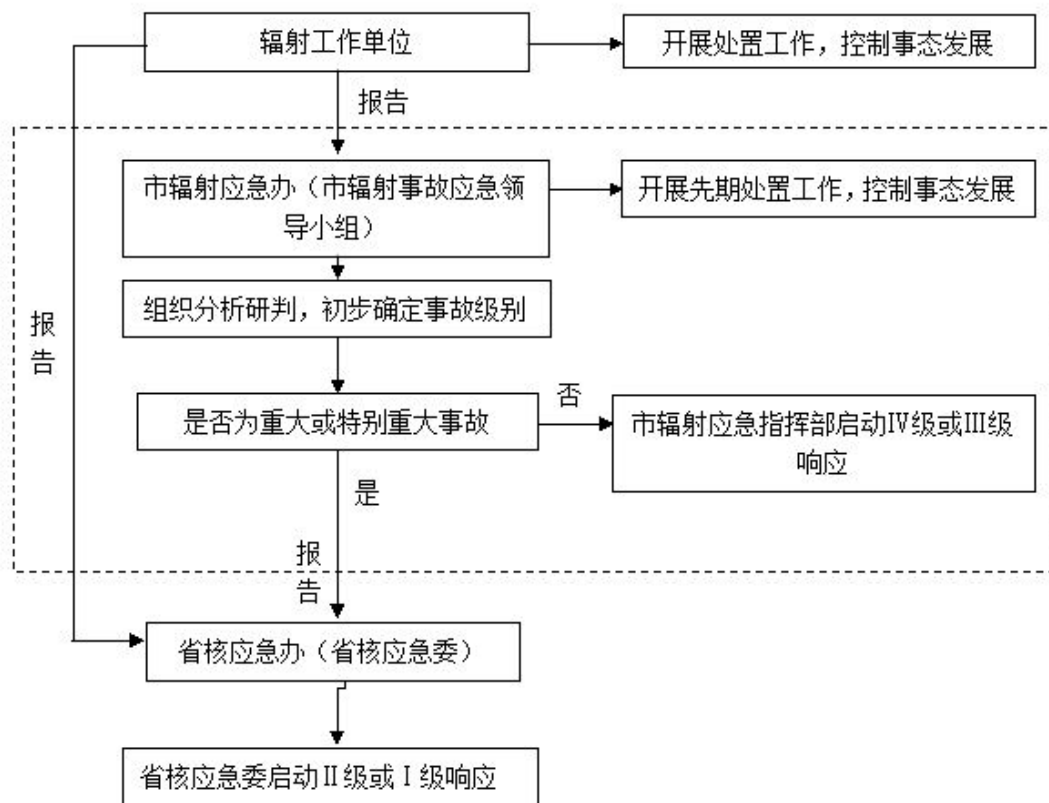 辐射工作单位
开展处置工作，控制事态发展
报告
市辐射应急办（市辐射事故应急领
导小组）
开展先期处置工作，控制事态发展
组织分析研判，初步确定事故级别
报
告
是否为重大或特别重大事故
否
市辐射应急指挥部启动Ⅳ级或Ⅲ级
响应
是
报
告
省核应急办（省核应急委）
省核应急委启动Ⅱ级或Ⅰ级响应